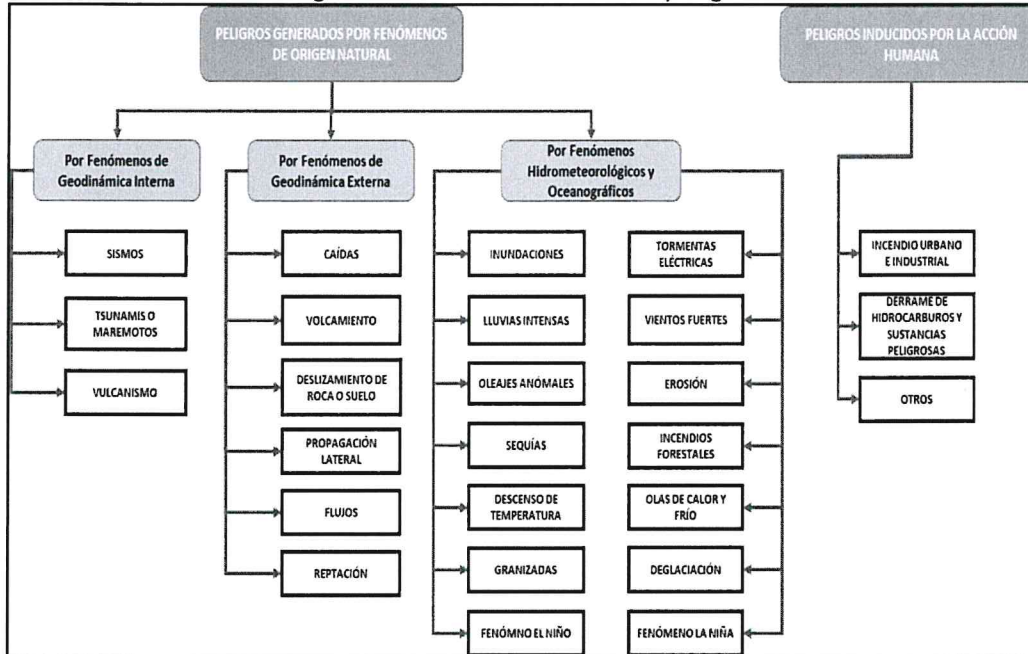 PELIGROS GENERADOS POR FENÓMENOS
DE ORIGEN NATURAL
PELIGROS INDUCIDOS POR LA ACCIÓN
HUMANA
Por Fenómenos de
Geodinámica Interna
Por Fenómenos de
Geodinámica Externa
Por Fenómenos
Hidrometeorológicos y
Oceanográficos
SISMOS
TSUNAMIS O
MAREMOTOS
VULCANISMO
CAÍDAS
VOLCAMIENTO
DESLIZAMIENTO DE
ROCA O SUELO
PROPAGACIÓN
LATERAL
FLUJOS
REPTACIÓN
INUNDACIONES
LLUVIAS INTENSAS
OLEAJES ANÓMALES
SEQUÍAS
DESCENSO DE
TEMPERATURA
GRANIZADAS
FENÓMNO EL NIÑO
TORMENTAS
ELÉCTRICAS
VIENTOS FUERTES
EROSIÓN
INCENDIOS
FORESTALES
OLAS DE CALOR Y
FRÍO
DEGLACIACIÓN
FENÓMENO LA NIÑA
INCENDIO URBANO
E INDUSTRIAL
DERRAME DE
HIDROCARBUROS Y
SUSTANCIAS
PELIGROSAS
OTROS